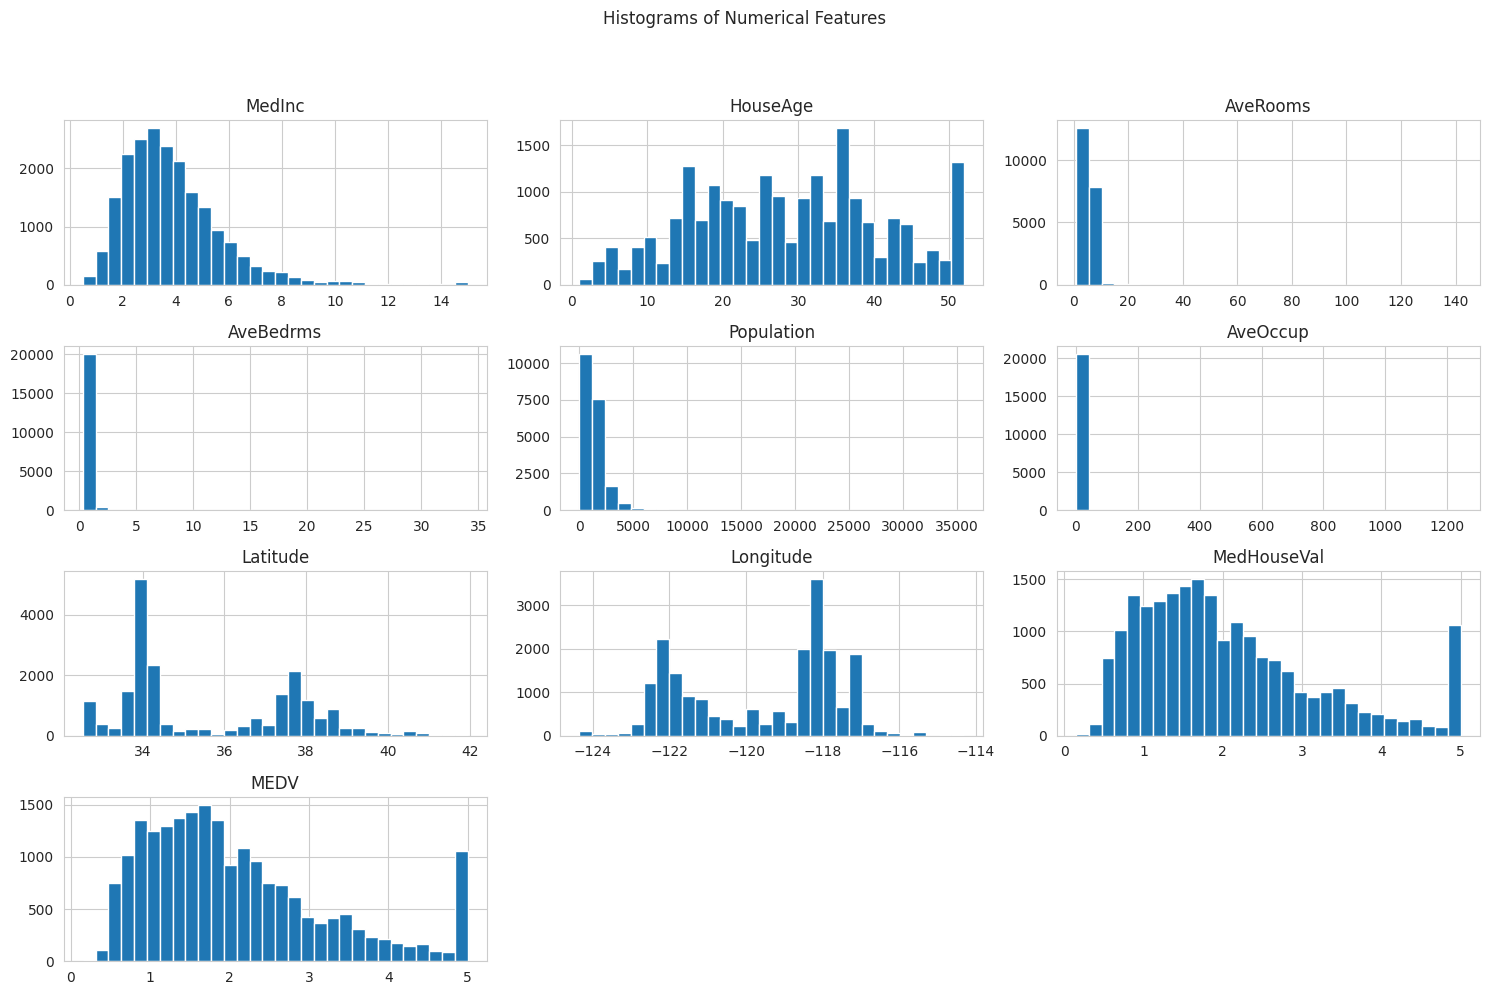 Histograms of Numerical Features
MedInc
HouseAge
AveRooms
2000
1000
0
0 2 4 6 8 10 12 14
1500
1000
500
0
0 10 20 30 40 50
10000
5000
0
0 20 40 60 80 100 120 140
AveBedrms
Population
AveOccup
20000
15000
10000
5000
0
0 5 10 15 20 25 30 35
10000
7500
5000
2500
0
0 5000 10000 15000 20000 25000 30000 35000
20000
15000
10000
5000
0
0 200 400 600 800 1000 1200
Latitude
Longitude
MedHouseVal
4000
2000
0
34 36 38 40 42
3000
2000
1000
0
−124 −122 −120 −118 −116 −114
1500
1000
500
0
0 1 2 3 4 5
MEDV
1500
1000
500
0
0 1 2 3 4 5